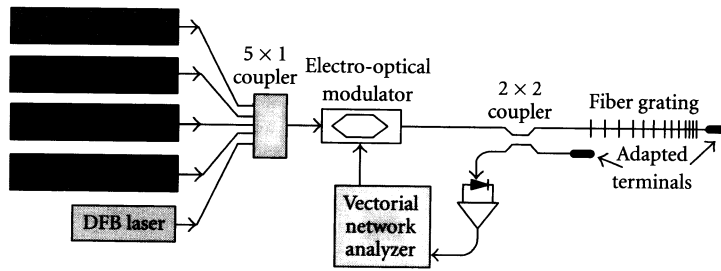 5 × 1
coupler
Electro-optical
modulator
2 × 2
coupler
Fiber grating
Adapted
terminals
DFB laser
Vectorial
network
analyzer